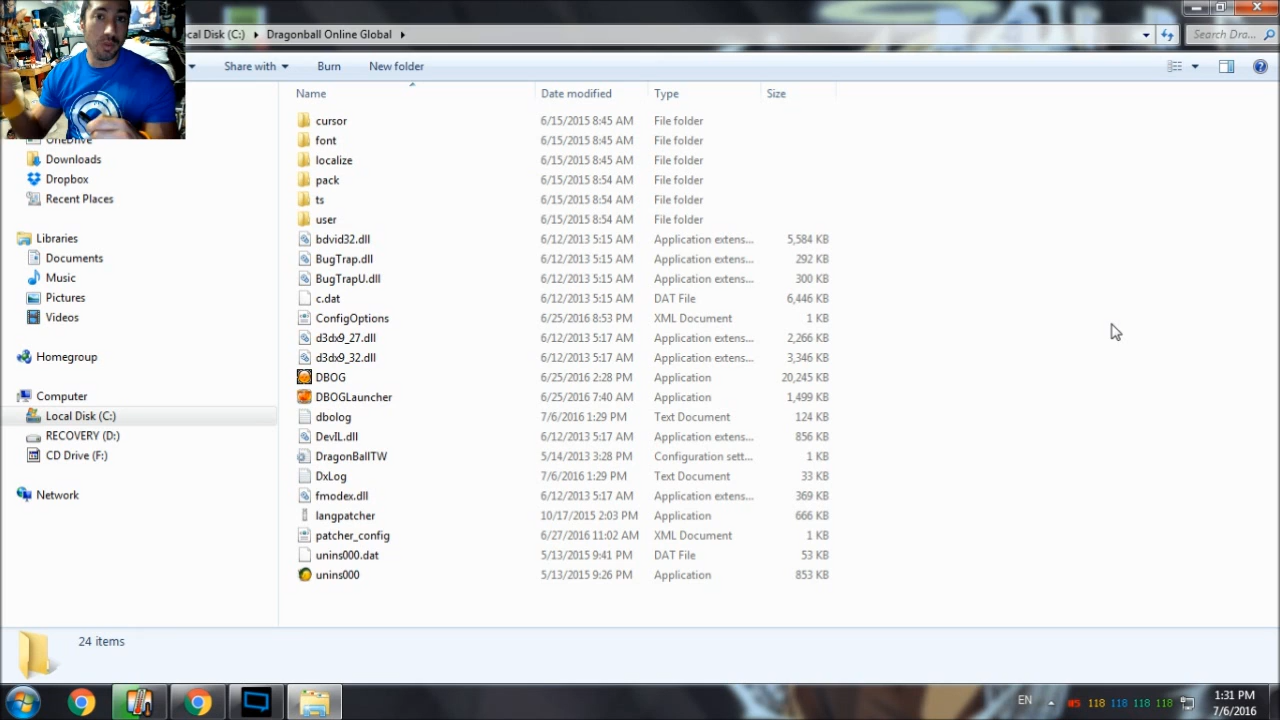 cal Disk (C:) Dragonball Online Global Search Dra...
Share with Burn New folder
Name Date modified Type Size
cursor 6/15/2015 8:45 AM File folder
font 6/15/2015 8:45 AM File folder
localize 6/15/2015 8:45 AM File folder
pack 6/15/2015 8:54 AM File folder
ts 6/15/2015 8:54 AM File folder
user 6/15/2015 8:54 AM File folder
bdvid32.dll 6/12/2013 5:15 AM Application extens... 5,584 KB
BugTrap.dll 6/12/2013 5:15 AM Application extens... 292 KB
BugTrapU.dll 6/12/2013 5:15 AM Application extens... 300 KB
c.dat 6/12/2013 5:15 AM DAT File 6,446 KB
ConfigOptions 6/25/2016 8:53 PM XML Document 1 KB
d3dx9_27.dll 6/12/2013 5:17 AM Application extens... 2,266 KB
d3dx9_32.dll 6/12/2013 5:17 AM Application extens... 3,346 KB
DBOG 6/25/2016 2:28 PM Application 20,245 KB
DBOGLauncher 6/25/2016 7:40 AM Application 1,499 KB
dbolog 7/6/2016 1:29 PM Text Document 124 KB
DevIL.dll 6/12/2013 5:17 AM Application extens... 856 KB
DragonBallTW 5/14/2013 3:28 PM Configuration sett... 1 KB
DxLog 7/6/2016 1:29 PM Text Document 33 KB
fmodex.dll 6/12/2013 5:17 AM Application extens... 369 KB
langpatcher 10/17/2015 2:03 PM Application 666 KB
patcher_config 6/27/2016 11:02 AM XML Document 1 KB
unins000.dat 5/13/2015 9:41 PM DAT File 53 KB
unins000 5/13/2015 9:26 PM Application 853 KB
OneDrive
Downloads
Dropbox
Recent Places
Libraries
Documents
Music
Pictures
Videos
Homegroup
Computer
Local Disk (C:)
RECOVERY (D:)
CD Drive (F:)
Network
24 items
EN 118 118 118 118
1:31 PM
7/6/2016